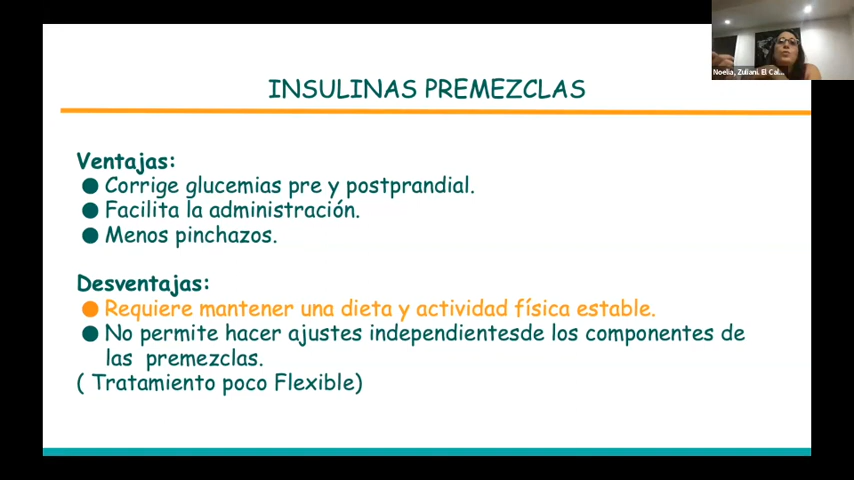 Noelia, Zuliani. El Cal...
INSULINAS PREMEZCLAS
Ventajas:
● Corrige glucemias pre y postprandial.
● Facilita la administración.
● Menos pinchazos.
Desventajas:
● Requiere mantener una dieta y actividad física estable.
● No permite hacer ajustes independientesde los componentes de
las premezclas.
( Tratamiento poco Flexible)